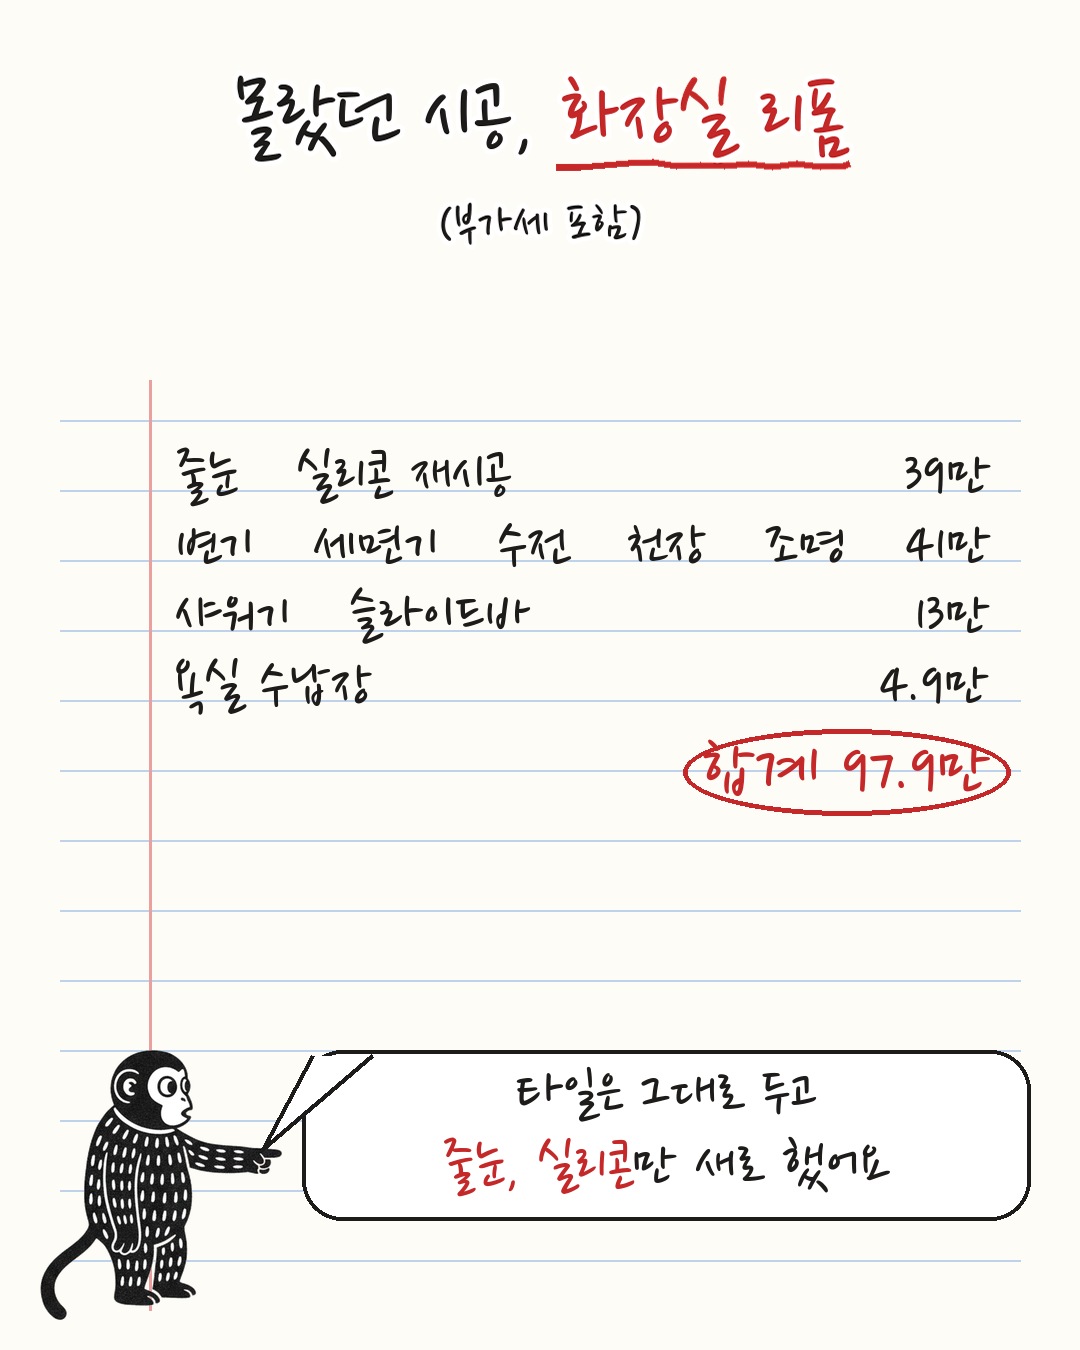 몰랐던 시공, 화장실 리폼
(부가세 포함)
줄눈 실리콘 재시공 39만
변기 세면기 수전 천장 조명 41만
샤워기 슬라이드바 13만
욕실 수납장 4.9만
합계 97.9만
타일은 그대로 두고
줄눈, 실리콘만 새로 했어요